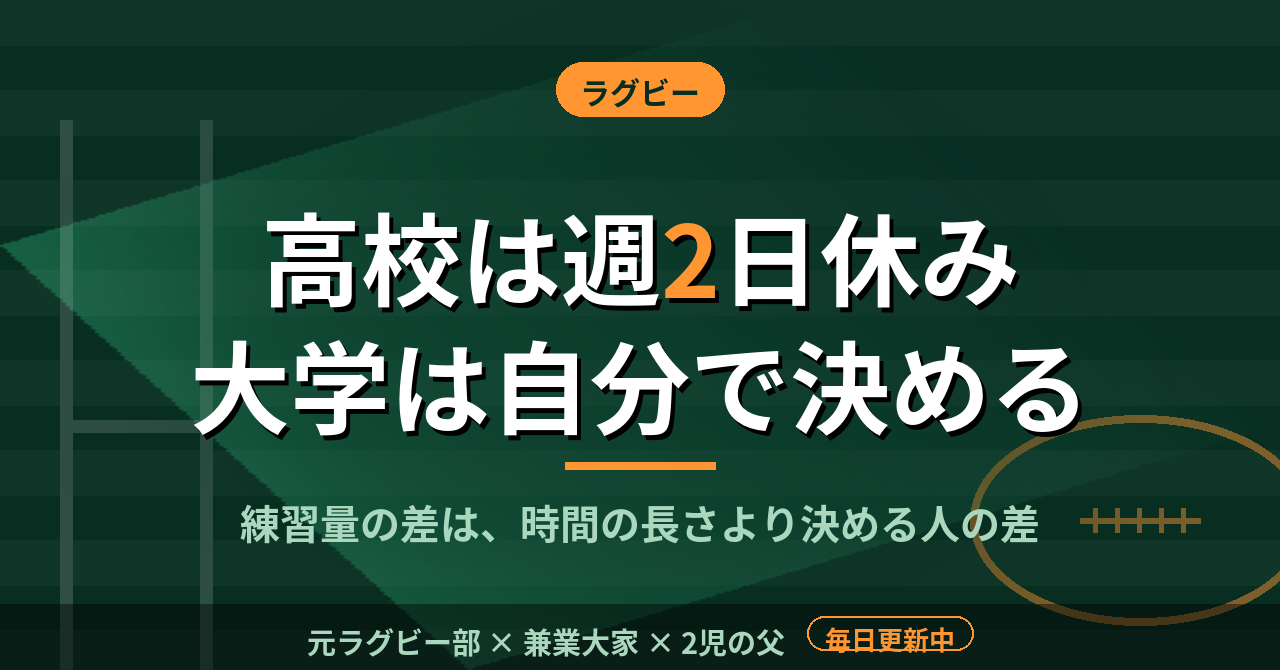 ラグビー
高校は週2日休み
大学は自分で決める
練習量の差は、時間の長さより決める人の差
元ラグビー部 × 兼業大家 × 2児の父 毎日更新中